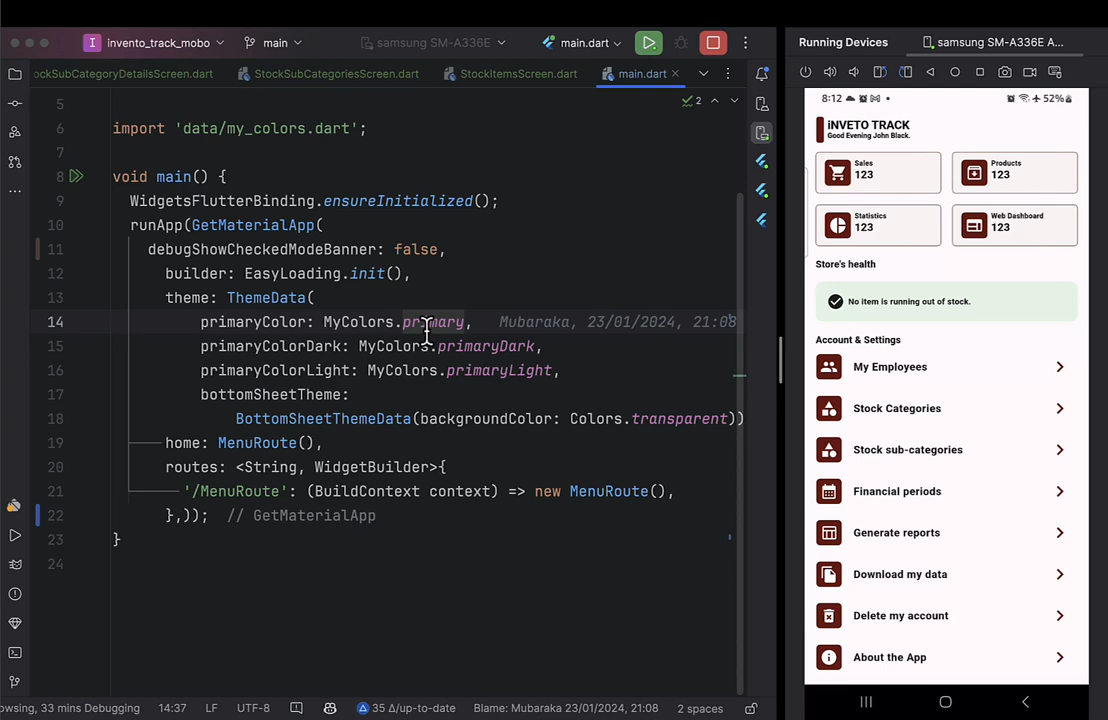 invento_track_mobo
main
samsung SM-A336E
main.dart
Running Devices
samsung SM-A336E A...
ockSubCategoryDetailsScreen.dart
StockSubCategoriesScreen.dart
StockItemsScreen.dart
main.dart
2
5
6 import 'data/my_colors.dart';
7
8 void main() {
9 WidgetsFlutterBinding.ensureInitialized();
10 runApp(GetMaterialApp(
11 debugShowCheckedModeBanner: false,
12 builder: EasyLoading.init(),
13 theme: ThemeData(
14 primaryColor: MyColors.primary, Mubaraka, 23/01/2024, 21:08
15 primaryColorDark: MyColors.primaryDark,
16 primaryColorLight: MyColors.primaryLight,
17 bottomSheetTheme:
18 BottomSheetThemeData(backgroundColor: Colors.transparent))
19 home: MenuRoute(),
20 routes: <String, WidgetBuilder>{
21 '/MenuRoute': (BuildContext context) => new MenuRoute(),
22 },)); // GetMaterialApp
23 }
24
owsing, 33 mins Debugging
14:37
LF
UTF-8
35 Δ/up-to-date
Blame: Mubaraka 23/01/2024, 21:08
2 spaces
8:12
52%
iNVETO TRACK
Good Evening John Black.
Sales
123
Products
123
Statistics
123
Web Dashboard
123
Store's health
No item is running out of stock.
Account & Settings
My Employees
Stock Categories
Stock sub-categories
Financial periods
Generate reports
Download my data
Delete my account
About the App